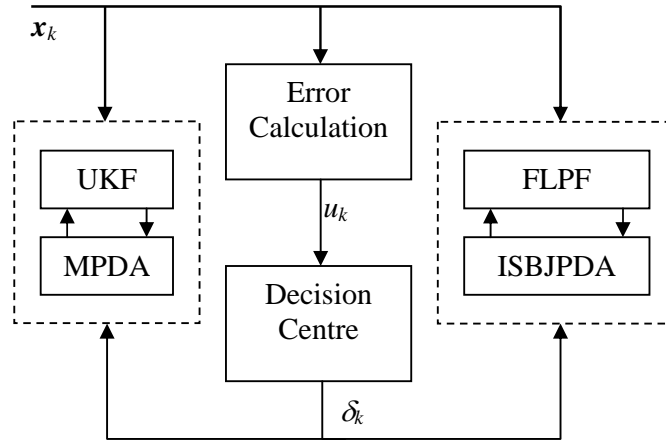 x_k
Error
Calculation
UKF
MPDA
u_k
FLPF
ISBJPDA
Decision
Centre
δ_k